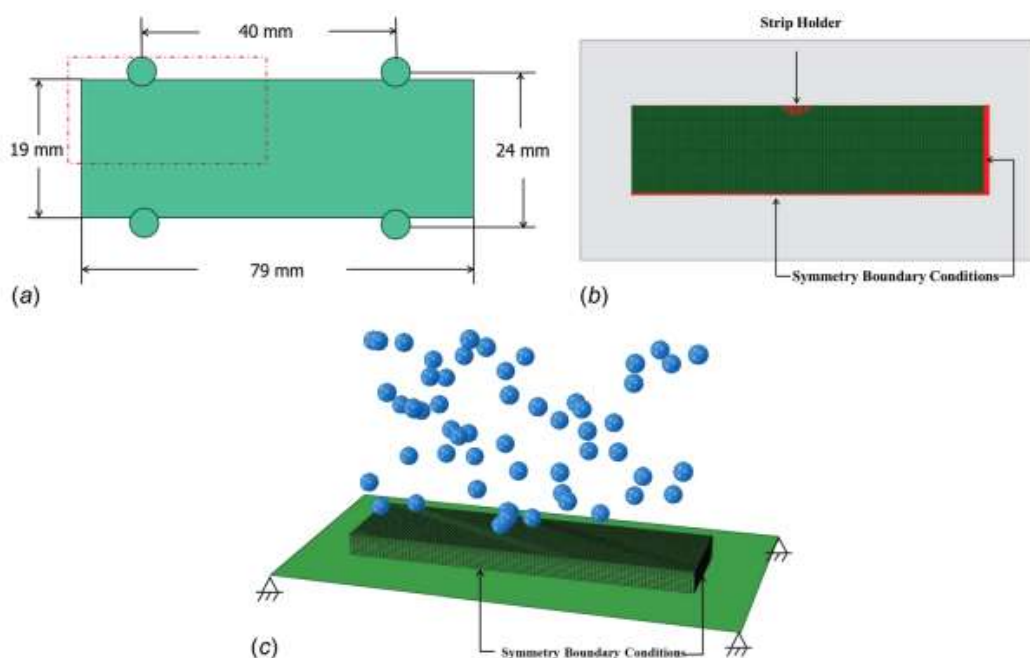 (a)
40 mm
19 mm
24 mm
79 mm
Strip Holder
Symmetry Boundary Conditions
(b)
Symmetry Boundary Conditions
(c)